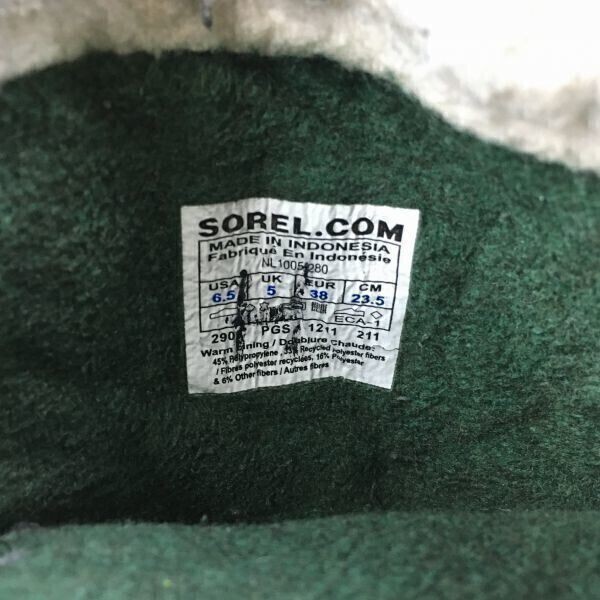 SOREL.COM
MADE IN INDONESIA
Fabriqué En Indonésie
NL1005-280
USA UK EUR CM
6.5 5 38 23.5
ECA-1
PGS 1211 211
Warm Lining / Doublure Chaude:
45% Polypropylene, 33% Recycled polyester fibers
/ Fibres polyester recyclées, 16% Polyester
& 6% Other fibers / Autres fibres